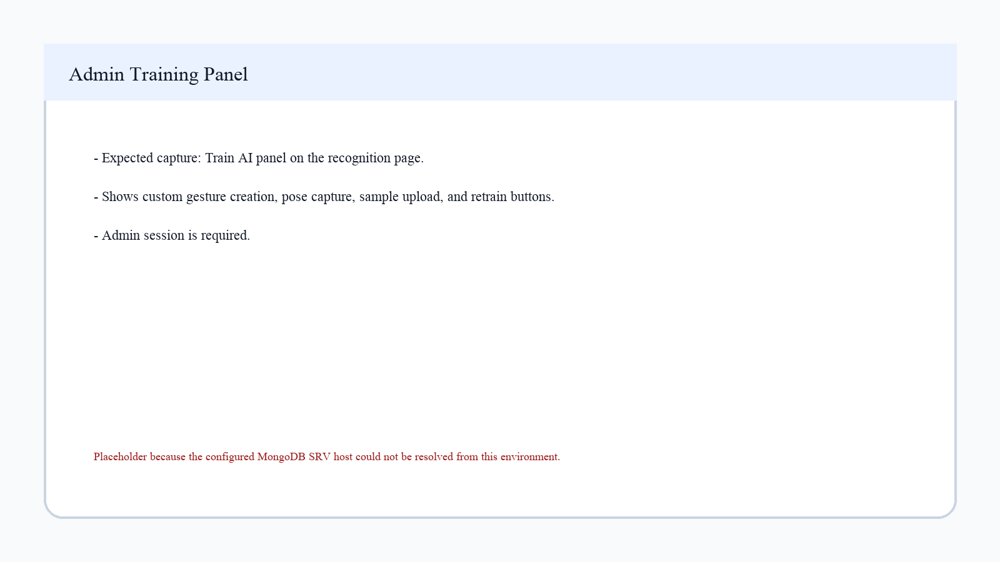 Admin Training Panel
- Expected capture: Train AI panel on the recognition page.
- Shows custom gesture creation, pose capture, sample upload, and retrain buttons.
- Admin session is required.
Placeholder because the configured MongoDB SRV host could not be resolved from this environment.